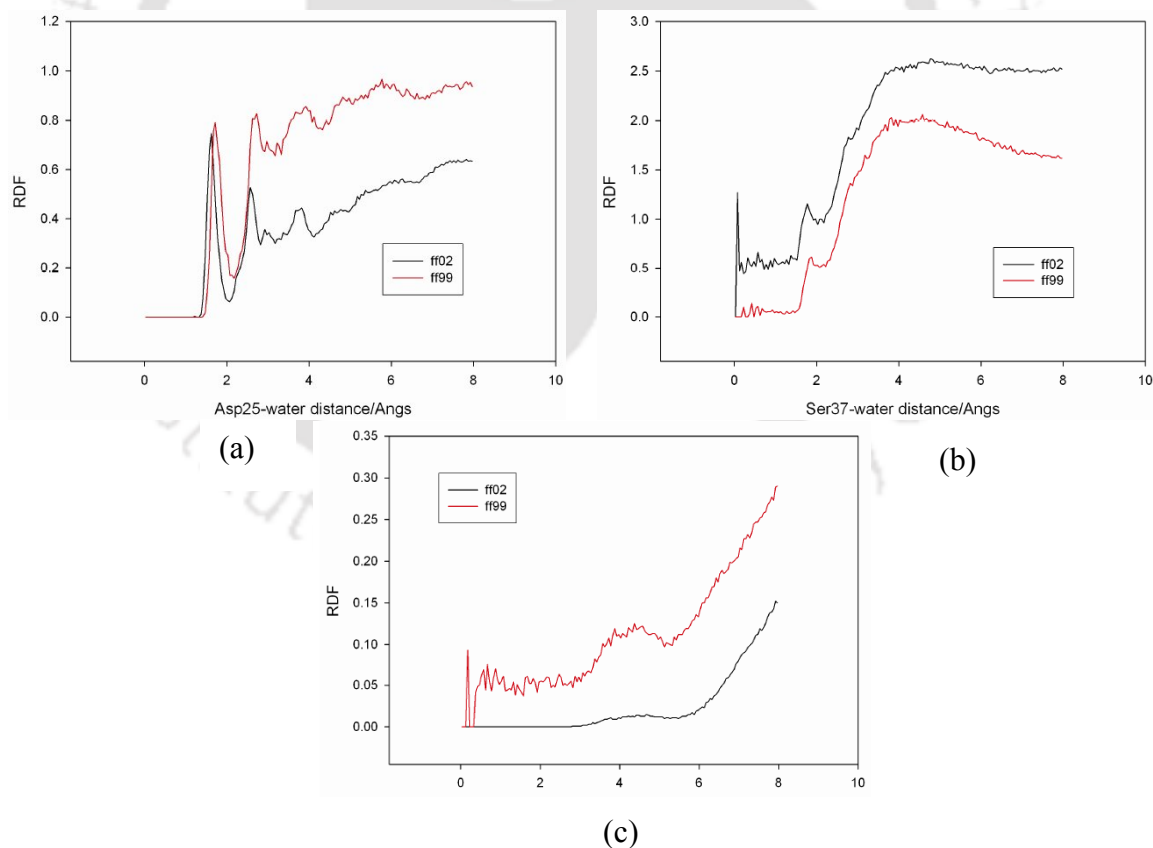 1.2
1.0
0.8
0.6
0.4
0.2
0.0
RDF
ff02
ff99
0 2 4 6 8 10
Asp25-water distance/Angs
(a)
3.0
2.5
2.0
1.5
1.0
0.5
0.0
RDF
ff02
ff99
0 2 4 6 8 10
Ser37-water distance/Angs
(b)
0.35
0.30
0.25
0.20
0.15
0.10
0.05
0.00
RDF
ff02
ff99
0 2 4 6 8 10
(c)